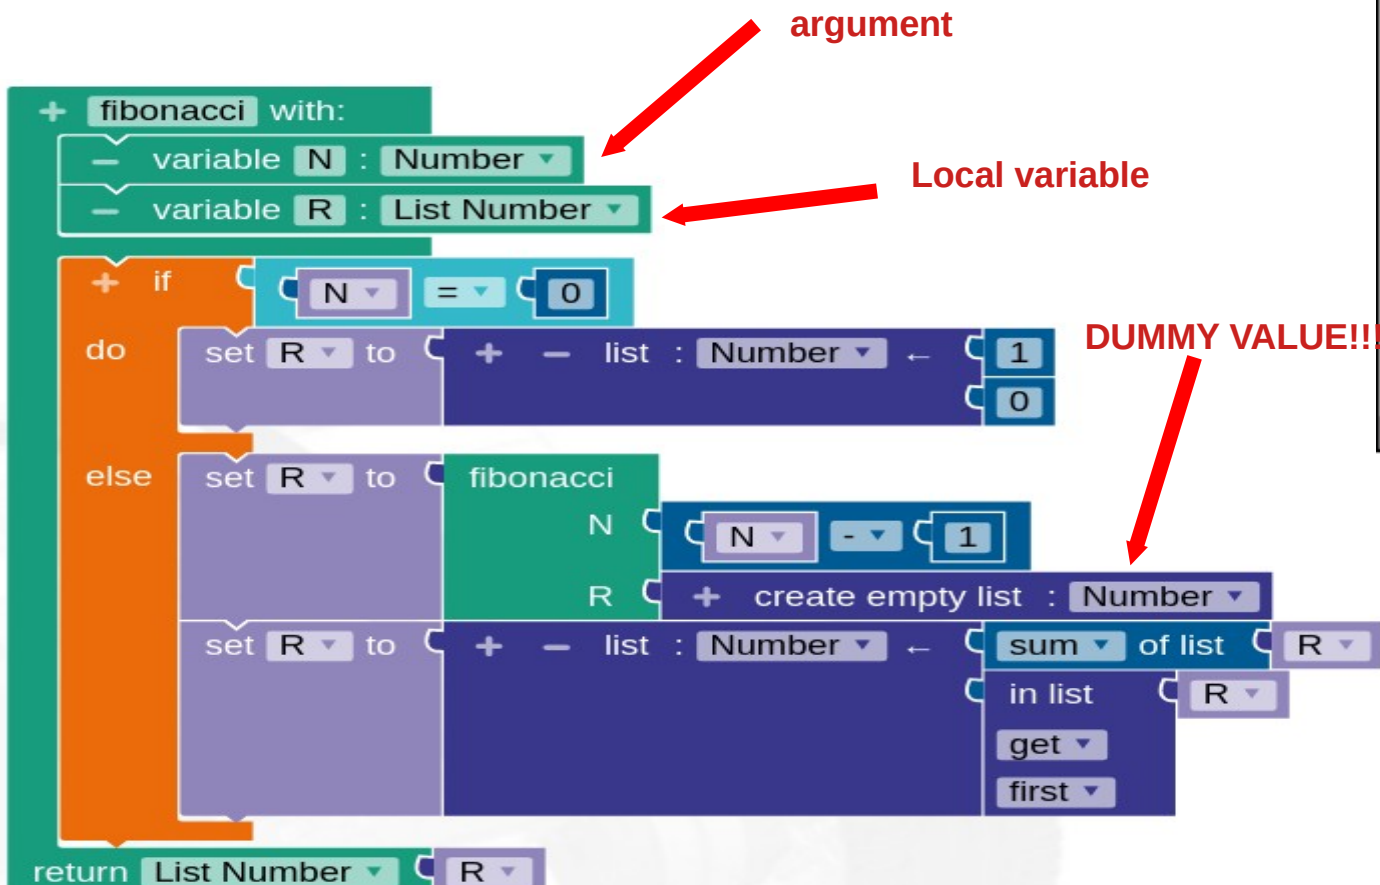 argument
+ fibonacci with:
− variable N : Number
− variable R : List Number
Local variable
+ if N = 0
do set R to + − list : Number ← 1
0
DUMMY VALUE!!!
else set R to fibonacci
N N - 1
R + create empty list : Number
set R to + − list : Number ← sum of list R
in list R
get
first
return List Number R